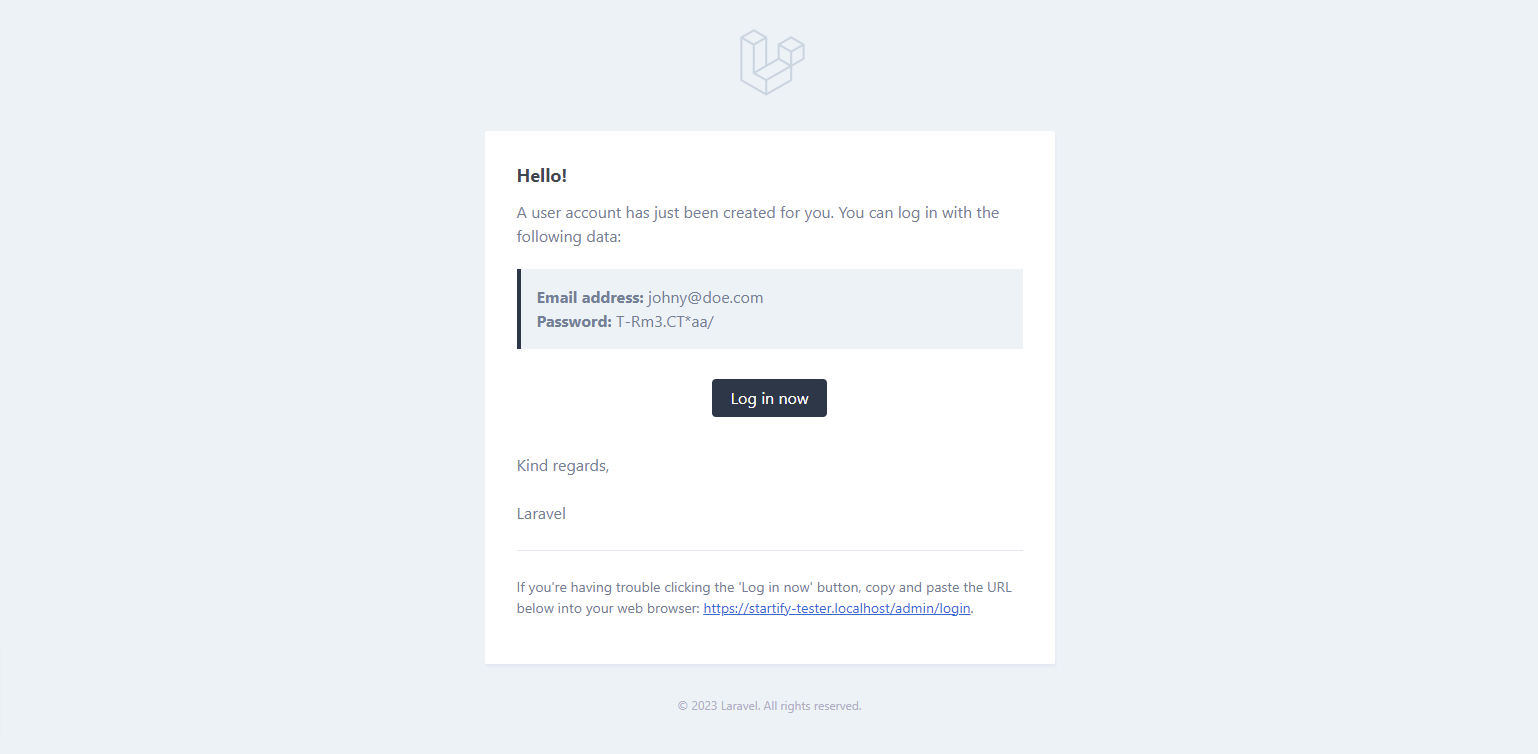 Hello!
A user account has just been created for you. You can log in with the
following data:
Email address: johny@doe.com
Password: T-Rm3.CT*aa/
Log in now
Kind regards,
Laravel
If you're having trouble clicking the 'Log in now' button, copy and paste the URL
below into your web browser: https://startify-tester.localhost/admin/login.
© 2023 Laravel. All rights reserved.